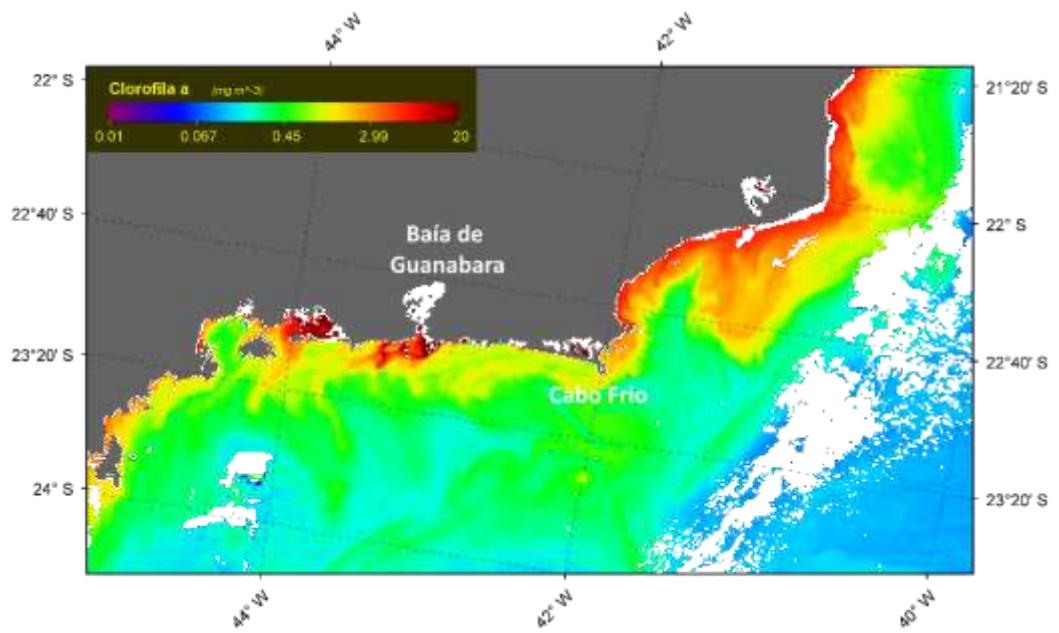 44° W
42° W
22° S
21°20' S
Clorofila a (mg m^-3)
0.01 0.067 0.45 2.99 20
22°40' S
22° S
Baía de
Guanabara
23°20' S
22°40' S
Cabo Frio
24° S
23°20' S
44° W
42° W
40° W